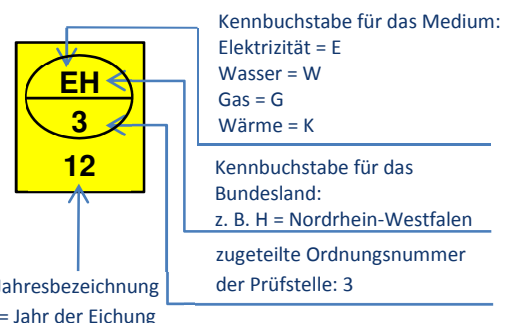 EH
3
12
Kennbuchstabe für das Medium:
Elektrizität = E
Wasser = W
Gas = G
Wärme = K
Kennbuchstabe für das
Bundesland:
z. B. H = Nordrhein-Westfalen
zugeteilte Ordnungsnummer
der Prüfstelle: 3
Jahresbezeichnung
= Jahr der Eichung